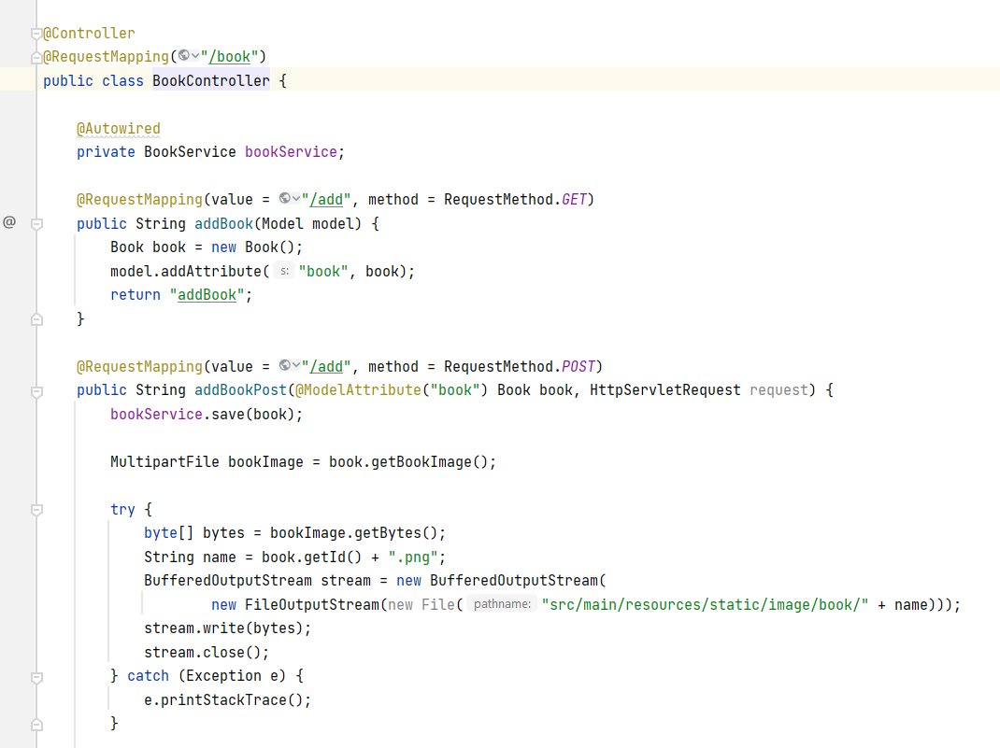 @Controller
@RequestMapping("/book")
public class BookController {
@Autowired
private BookService bookService;
@RequestMapping(value = "/add", method = RequestMethod.GET)
@
public String addBook(Model model) {
Book book = new Book();
model.addAttribute( s: "book", book);
return "addBook";
}
@RequestMapping(value = "/add", method = RequestMethod.POST)
public String addBookPost(@ModelAttribute("book") Book book, HttpServletRequest request) {
bookService.save(book);
MultipartFile bookImage = book.getBookImage();
try {
byte[] bytes = bookImage.getBytes();
String name = book.getId() + ".png";
BufferedOutputStream stream = new BufferedOutputStream(
new FileOutputStream(new File( pathname: "src/main/resources/static/image/book/" + name)));
stream.write(bytes);
stream.close();
} catch (Exception e) {
e.printStackTrace();
}